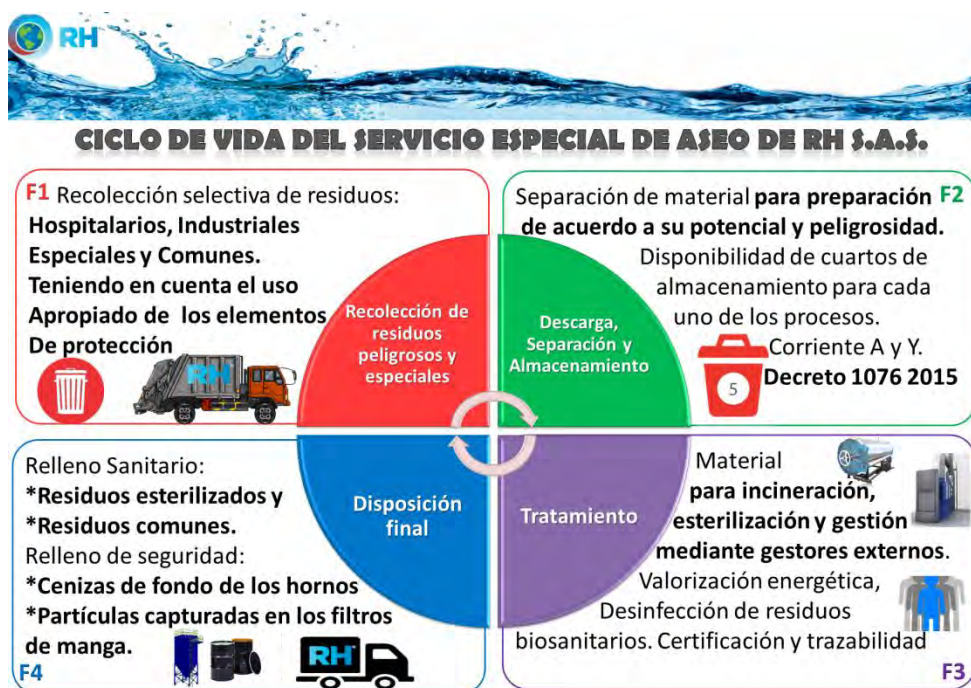 RH
CICLO DE VIDA DEL SERVICIO ESPECIAL DE ASEO DE RH S.A.S.
F1 Recolección selectiva de residuos:
Hospitalarios, Industriales
Especiales y Comunes.
Teniendo en cuenta el uso
Apropiado de los elementos
De protección
RH
Recolección de
residuos
peligrosos y
especiales
Separación de material para preparación F2
de acuerdo a su potencial y peligrosidad.
Disponibilidad de cuartos de
almacenamiento para cada
uno de los procesos.
Corriente A y Y.
Decreto 1076 2015
5
Descarga,
Separación y
Almacenamiento
Relleno Sanitario:
*Residuos esterilizados y
*Residuos comunes.
Relleno de seguridad:
*Cenizas de fondo de los hornos
*Partículas capturadas en los filtros
de manga.
RH
F4
Disposición
final
Tratamiento
Material
para incineración,
esterilización y gestión
mediante gestores externos.
Valorización energética,
Desinfección de residuos
biosanitarios. Certificación y trazabilidad
F3